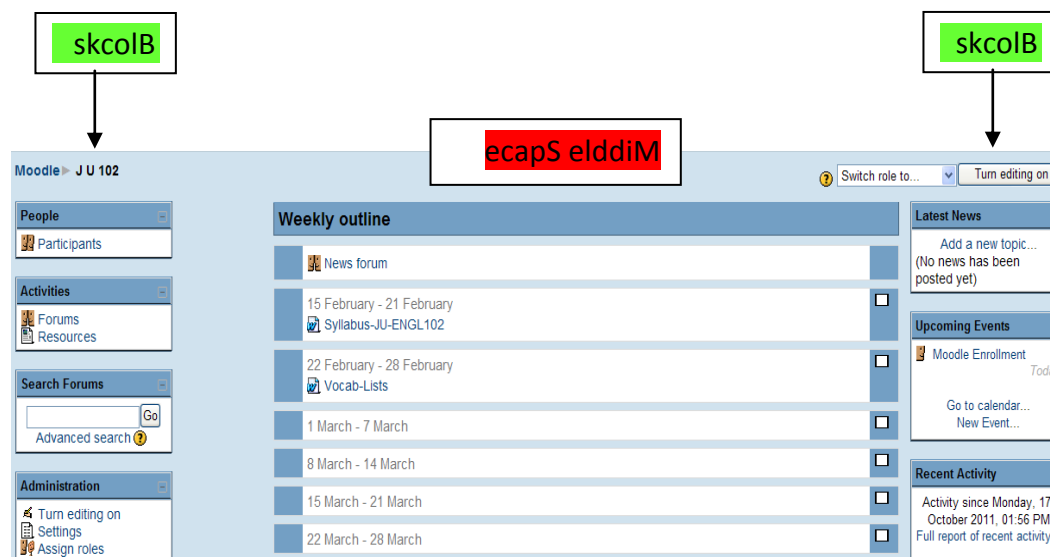 skcolB
skcolB
ecapS elddiM
Moodle ▶ J U 102
Switch role to...
Turn editing on
People
Participants
Activities
Forums
Resources
Search Forums
Go
Advanced search
Administration
Turn editing on
Settings
Assign roles
Weekly outline
News forum
15 February - 21 February
Syllabus-JU-ENGL102
22 February - 28 February
Vocab-Lists
1 March - 7 March
8 March - 14 March
15 March - 21 March
22 March - 28 March
Latest News
Add a new topic...
(No news has been
posted yet)
Upcoming Events
Moodle Enrollment
Go to calendar...
New Event...
Recent Activity
Activity since Monday, 17
October 2011, 01:56 PM
Full report of recent activity